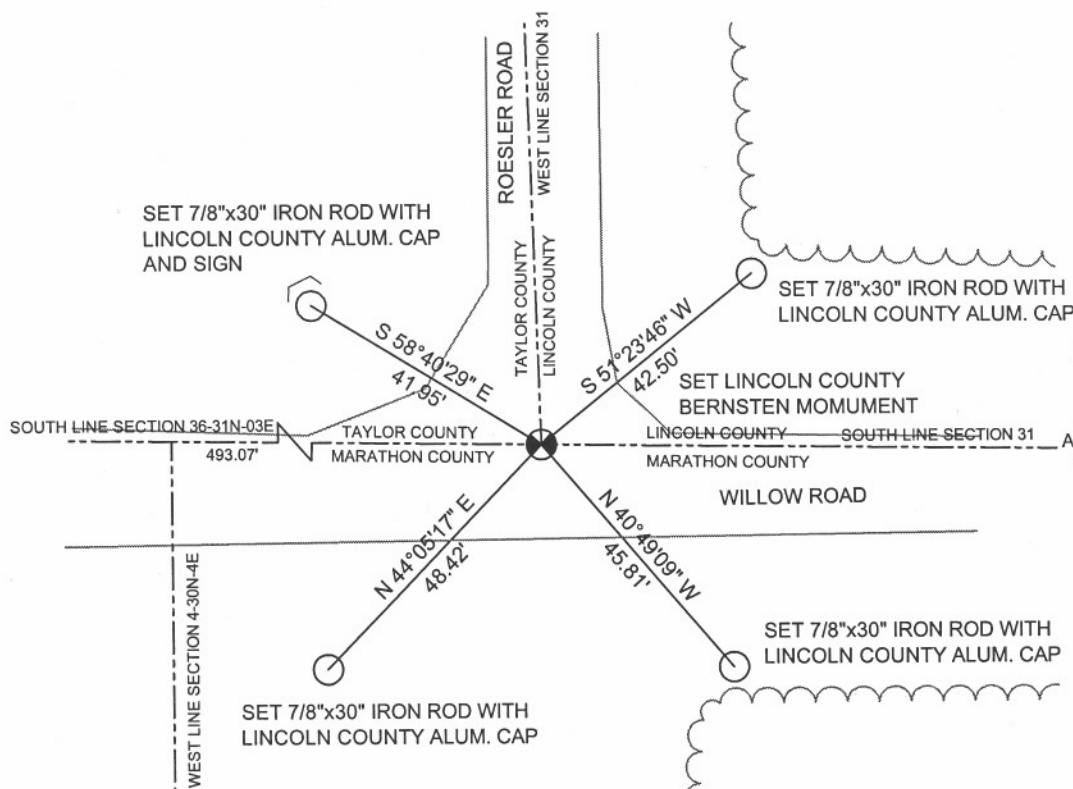 ROESLER ROAD
WEST LINE SECTION 31
SET 7/8"x30" IRON ROD WITH
LINCOLN COUNTY ALUM. CAP
AND SIGN
TAYLOR COUNTY
LINCOLN COUNTY
SET 7/8"x30" IRON ROD WITH
LINCOLN COUNTY ALUM. CAP
S 58°40'29" E
41.95'
S 51°23'46" W
42.50'
SET LINCOLN COUNTY
BERNSTEN MOMUMENT
SOUTH LINE SECTION 36-31N-03E
493.07'
TAYLOR COUNTY
MARATHON COUNTY
LINCOLN COUNTY
SOUTH LINE SECTION 31
A
MARATHON COUNTY
WILLOW ROAD
N 44°05'17" E
48.42'
N 40°49'09" W
45.81'
WEST LINE SECTION 4-30N-4E
SET 7/8"x30" IRON ROD WITH
LINCOLN COUNTY ALUM. CAP
SET 7/8"x30" IRON ROD WITH
LINCOLN COUNTY ALUM. CAP